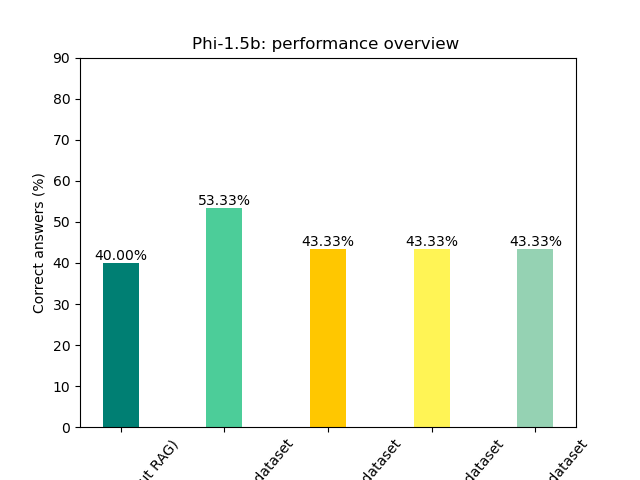 Phi-1.5b: performance overview
Correct answers (%)
90
80
70
60
50
40
30
20
10
0
40.00%
53.33%
43.33%
43.33%
43.33%
RAG)
dataset
dataset
dataset
dataset